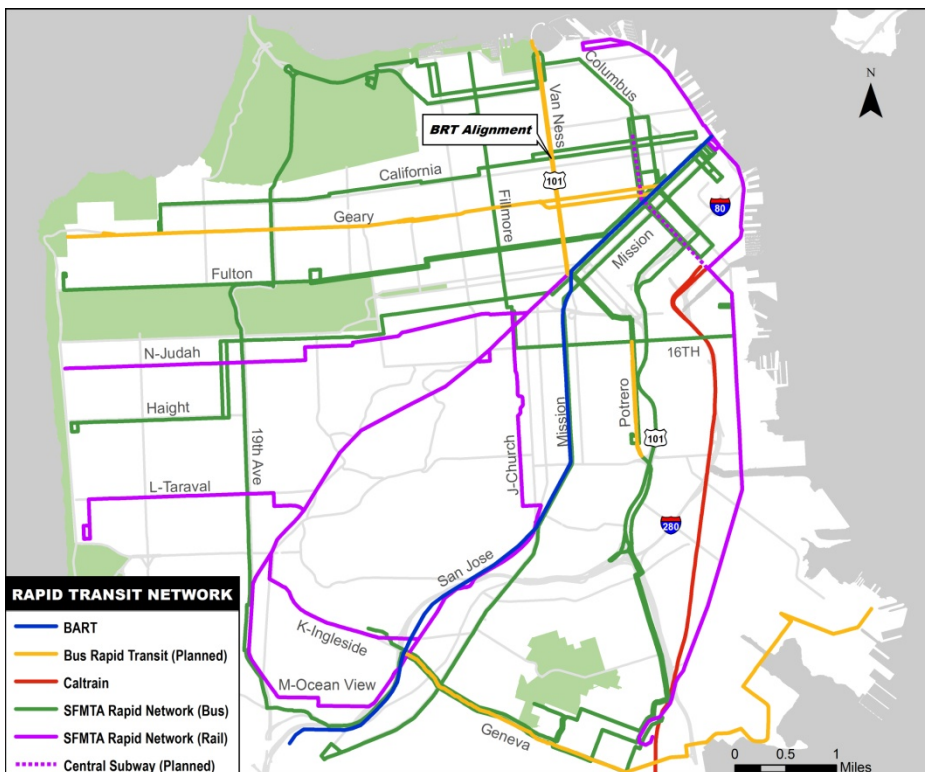 Columbus
N
Van Ness
BRT Alignment
California
101
Fillmore
Geary
80
Mission
Fulton
N-Judah
16TH
Haight
Potrero
19th Ave
J-Church
Mission
101
L-Taraval
280
San Jose
RAPID TRANSIT NETWORK
BART
Bus Rapid Transit (Planned)
Caltrain
SFMTA Rapid Network (Bus)
SFMTA Rapid Network (Rail)
Central Subway (Planned)
K-Ingleside
M-Ocean View
Geneva
0 0.5 1
Miles